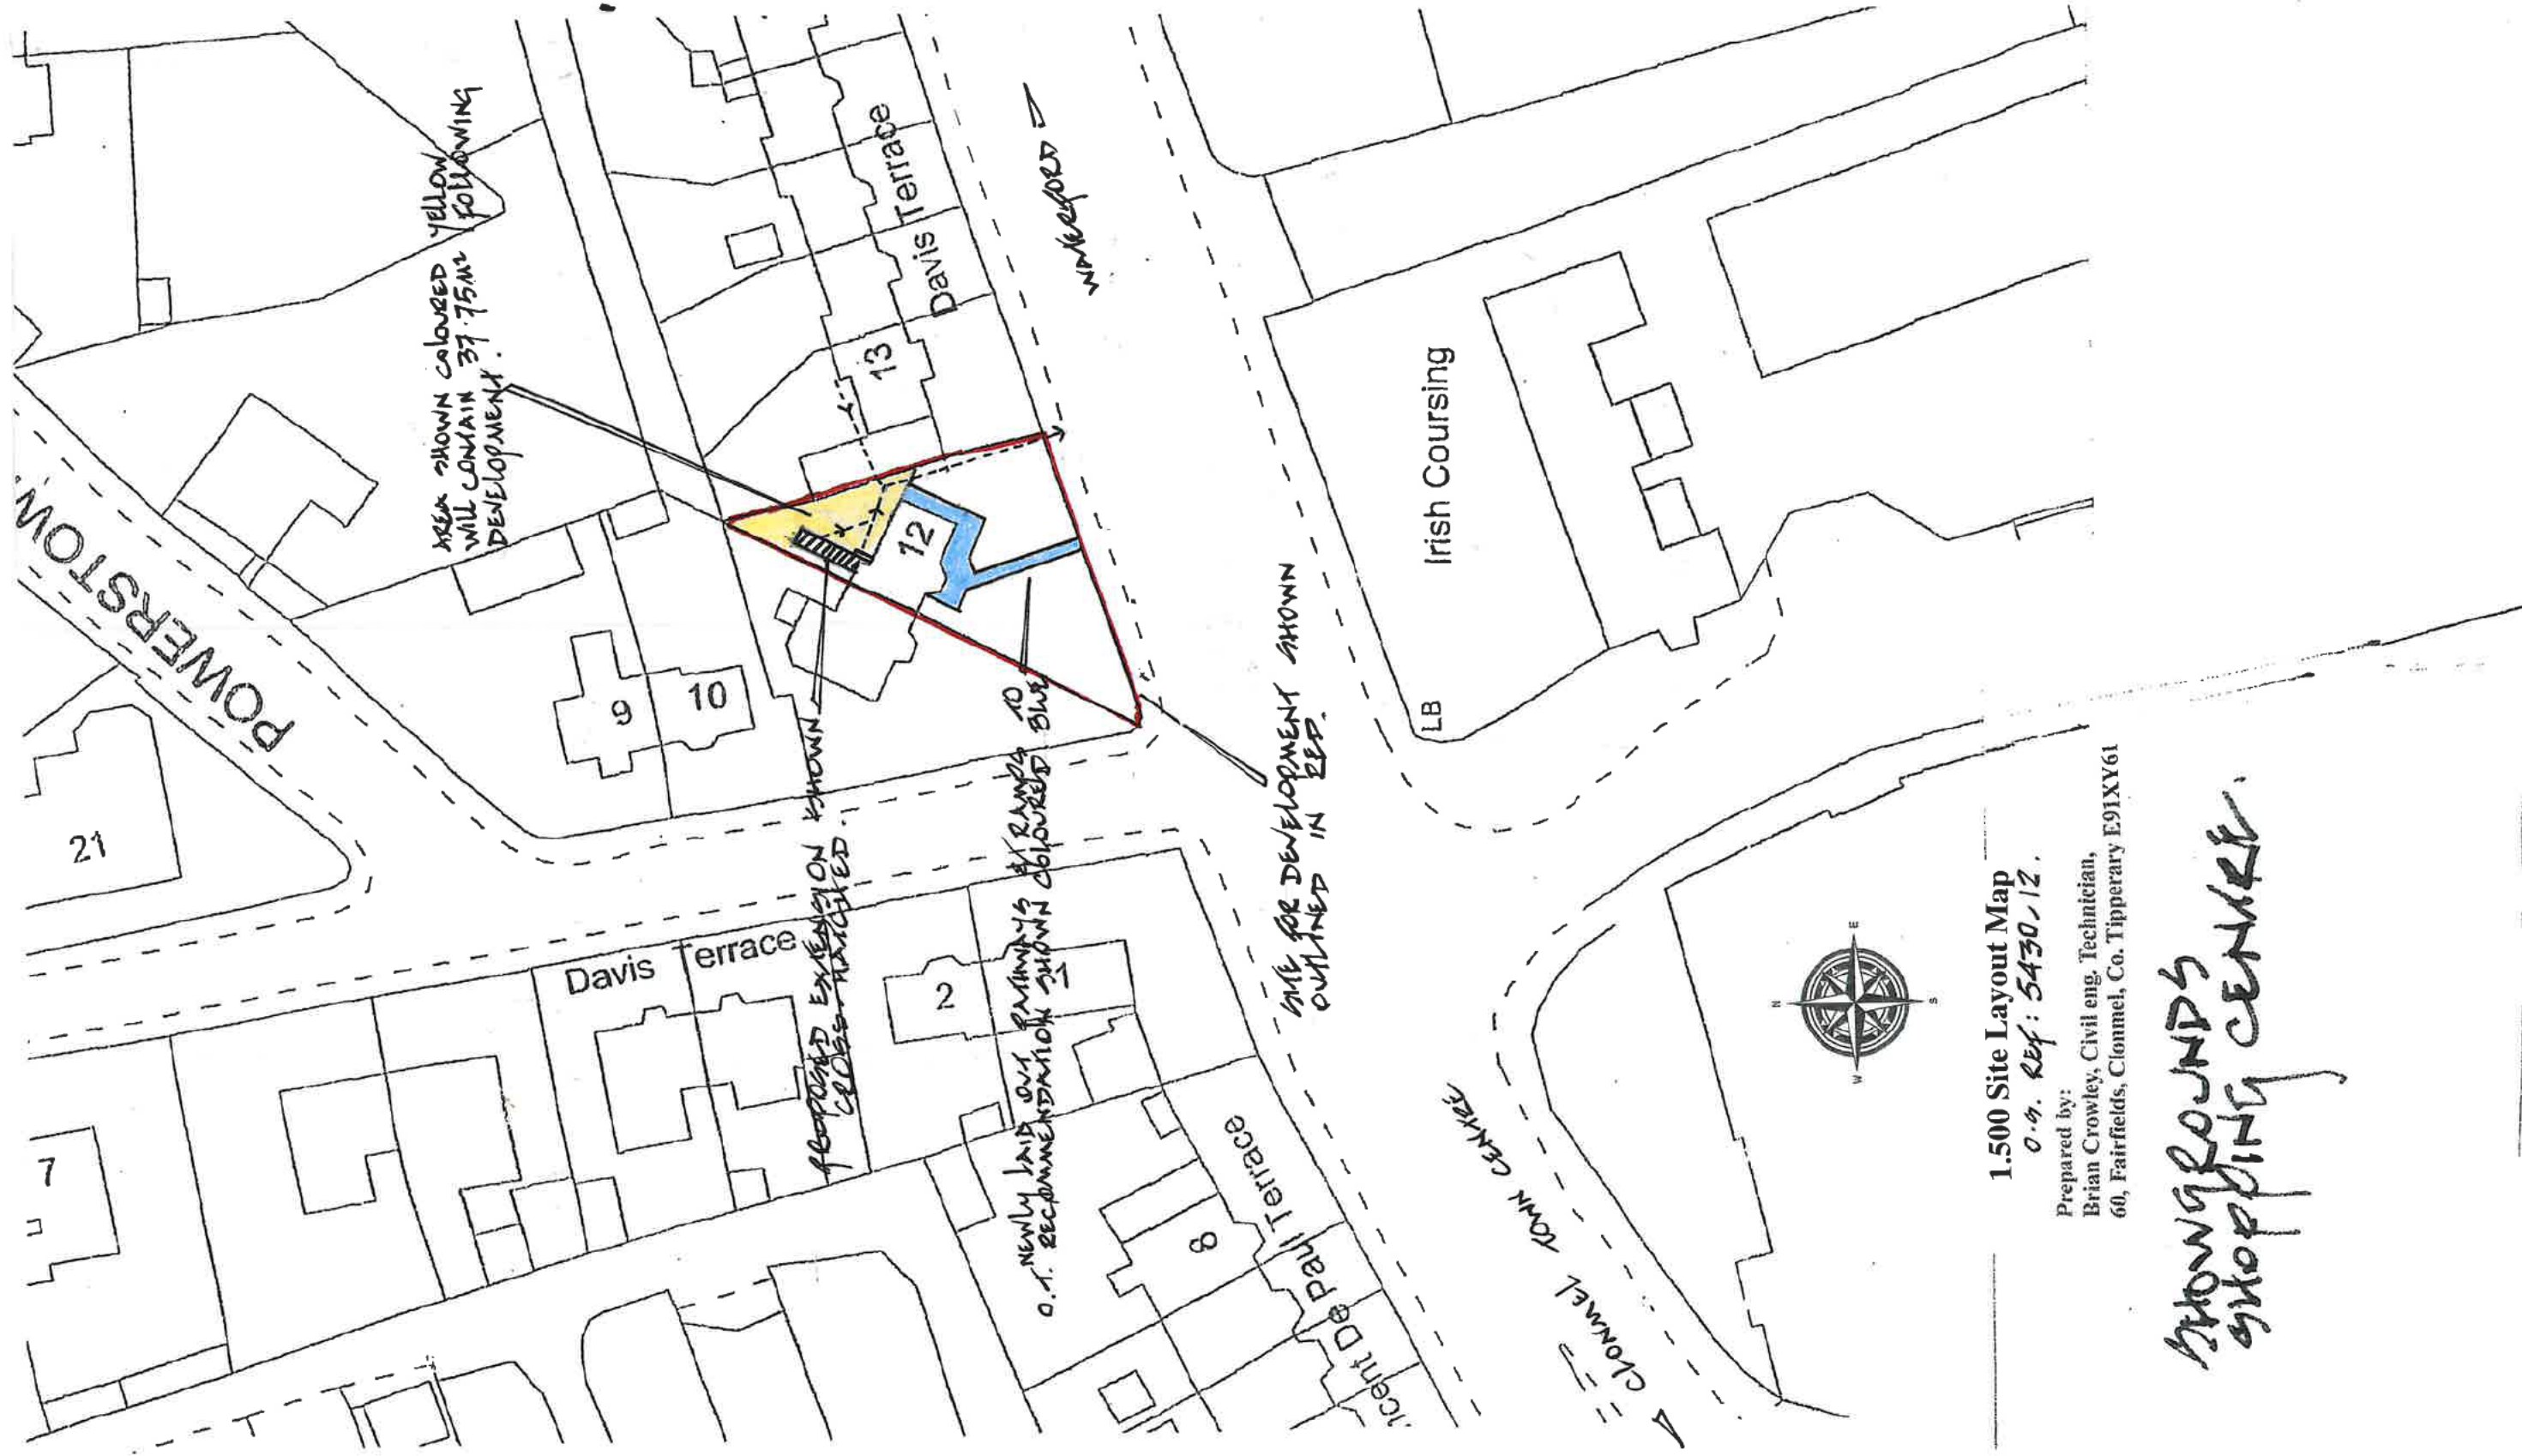 POWERSTOW
21
7
9
10
AREA SHOWN COLOURED YELLOW
WILL CONTAIN 37.75M2 FOLLOWING
DEVELOPMENT.
Davis Terrace
13
12
WATERFORD
PROPOSED EXTENSION SHOWN
CROSS-HATCHED.
NEWLY LAID OUT PATHWAYS & RAMPS TO
O.T. RECOMMENDATION SHOWN COLOURED BLUE
SITE FOR DEVELOPMENT SHOWN
OUTLINED IN RED.
Davis Terrace
2
1
8
icent De Paul Terrace
Irish Coursing
LB
CLONMEL TOWN CENTRE
N
E
S
W
1.500 Site Layout Map
O.S. REF: 5430/12.
Prepared by:
Brian Crowley, Civil eng. Technician,
60, Fairfields, Clonmel, Co. Tipperary E91XY61
SHOWGROUNDS
SHOPPING CENTRE.